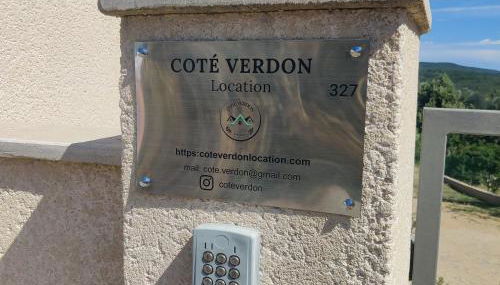 COTÉ VERDON
Location
327
https:coteverdonlocation.com
mail: cote.verdon@gmail.com
coteverdon